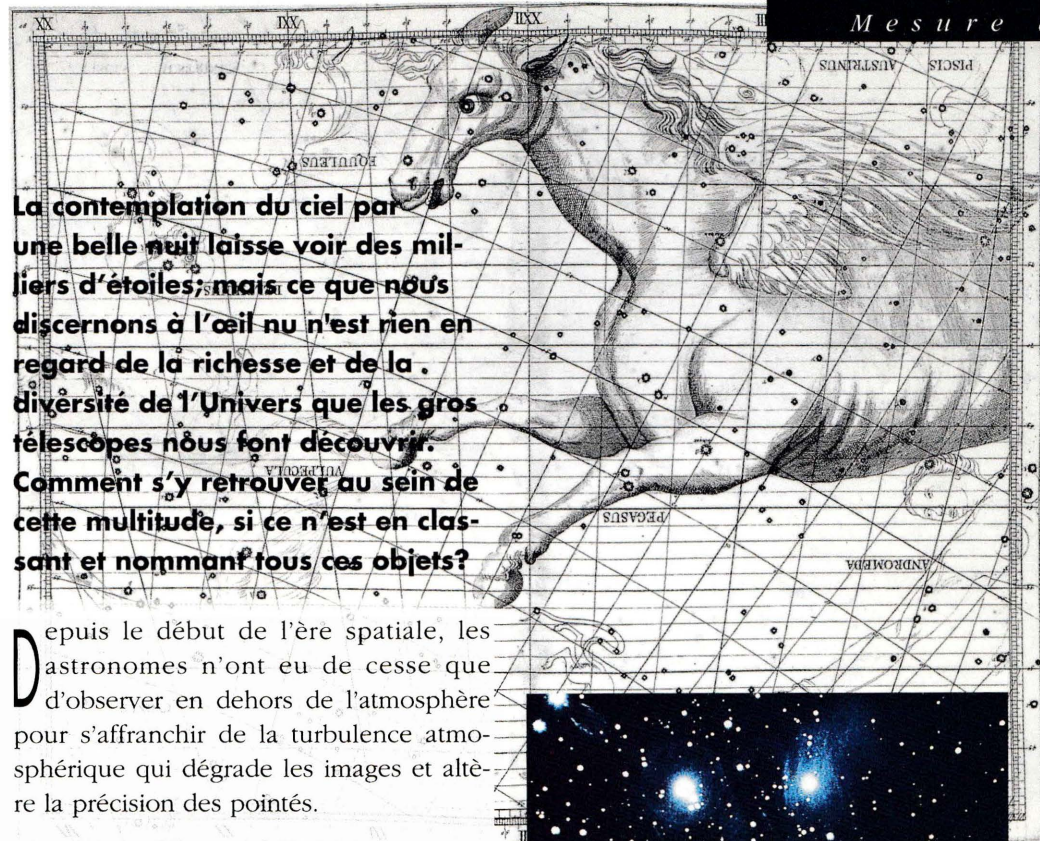 Mesure
XX
XIX
XXII
EQUULEUS
AUSTRINUS
PISCIS
La contemplation du ciel par
une belle nuit laisse voir des mil-
liers d'étoiles; mais ce que nous
discernons à l'œil nu n'est rien en
regard de la richesse et de la
diversité de l'Univers que les gros
télescopes nous font découvrir.
Comment s'y retrouver au sein de
cette multitude, si ce n'est en clas-
sant et nommant tous ces objets?
VULPECULA
PEGASUS
ANDROMEDA
Depuis le début de l'ère spatiale, les
astronomes n'ont eu de cesse que
d'observer en dehors de l'atmosphère
pour s'affranchir de la turbulence atmo-
sphérique qui dégrade les images et altè-
re la précision des pointés.